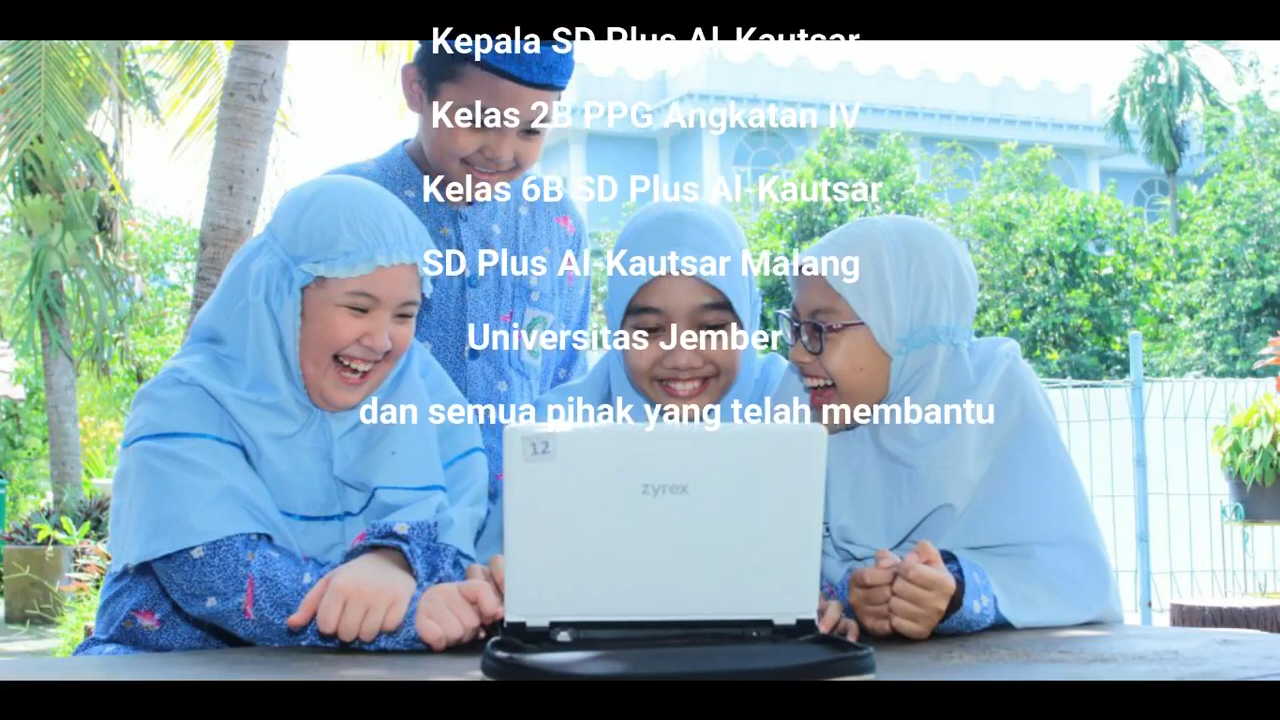 Kepala SD Plus Al-Kautsar
Kelas 2B PPG Angkatan IV
Kelas 6B SD Plus Al-Kautsar
SD Plus Al-Kautsar Malang
Universitas Jember
dan semua pihak yang telah membantu
12
zyrex